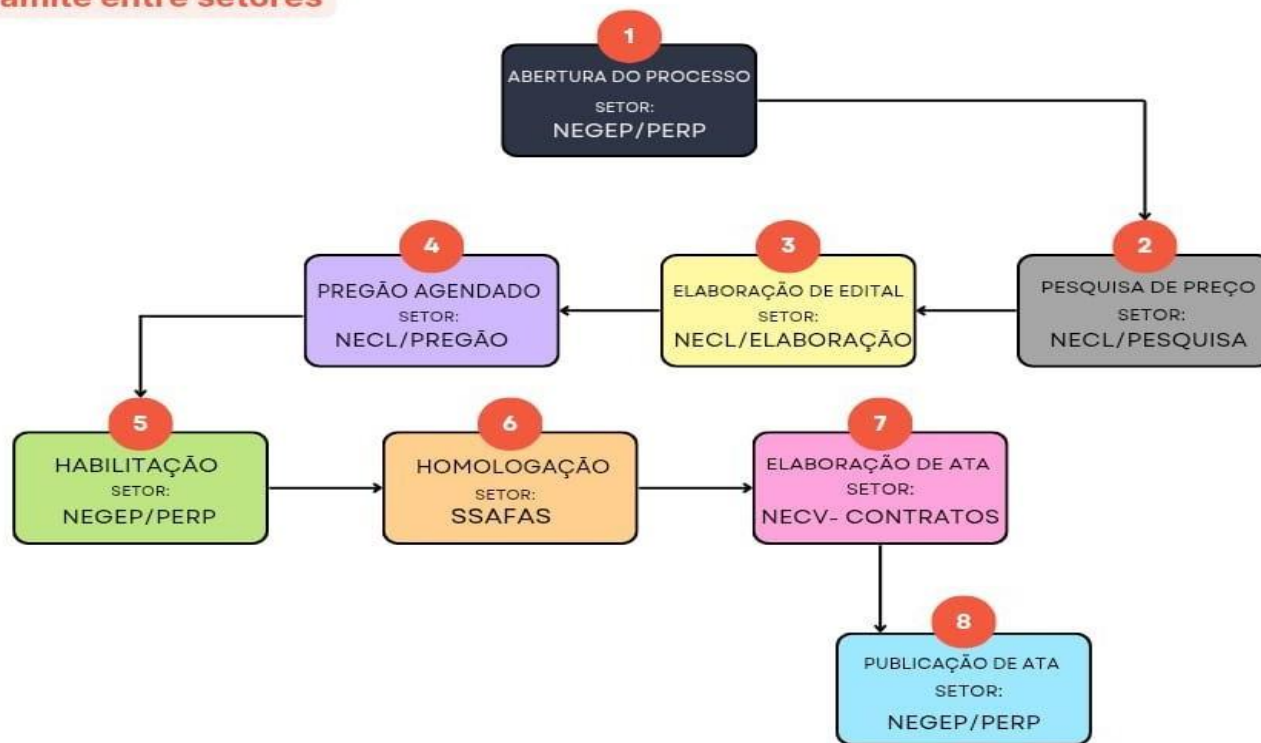 entre setores
1
ABERTURA DO PROCESSO
SETOR:
NEGEP/PERP
2
PESQUISA DE PREÇO
SETOR:
NECL/PESQUISA
3
ELABORAÇÃO DE EDITAL
SETOR:
NECL/ELABORAÇÃO
4
PREGÃO AGENDADO
SETOR:
NECL/PREGÃO
5
HABILITAÇÃO
SETOR:
NEGEP/PERP
6
HOMOLOGAÇÃO
SETOR:
SSAFAS
7
ELABORAÇÃO DE ATA
SETOR:
NECV- CONTRATOS
8
PUBLICAÇÃO DE ATA
SETOR:
NEGEP/PERP